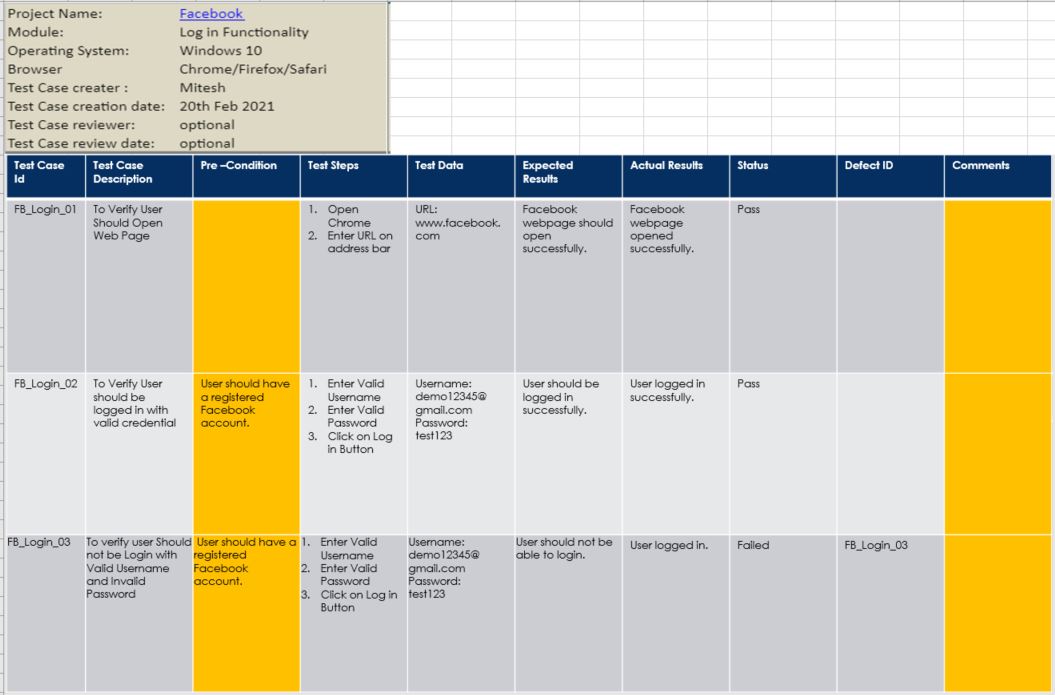 Project Name: Facebook
Module: Log in Functionality
Operating System: Windows 10
Browser Chrome/Firefox/Safari
Test Case creater : Mitesh
Test Case creation date: 20th Feb 2021
Test Case reviewer: optional
Test Case review date: optional
Test Case
Id
Test Case
Description
Pre –Condition
Test Steps
Test Data
Expected
Results
Actual Results
Status
Defect ID
Comments
FB_Login_01
To Verify User
Should Open
Web Page
1. Open
Chrome
2. Enter URL on
address bar
URL:
www.facebook.
com
Facebook
webpage should
open
successfully.
Facebook
webpage
opened
successfully.
Pass
FB_Login_02
To Verify User
should be
logged in with
valid credential
User should have
a registered
Facebook
account.
1. Enter Valid
Username
2. Enter Valid
Password
3. Click on Log
in Button
Username:
demo12345@
gmail.com
Password:
test123
User should be
logged in
successfully.
User logged in
successfully.
Pass
FB_Login_03
To verify user Should
not be Login with
Valid Username
and Invalid
Password
User should have a
registered
Facebook
account.
1. Enter Valid
Username
2. Enter Valid
Password
3. Click on Log in
Button
Username:
demo12345@
gmail.com
Password:
test123
User should not be
able to login.
User logged in.
Failed
FB_Login_03